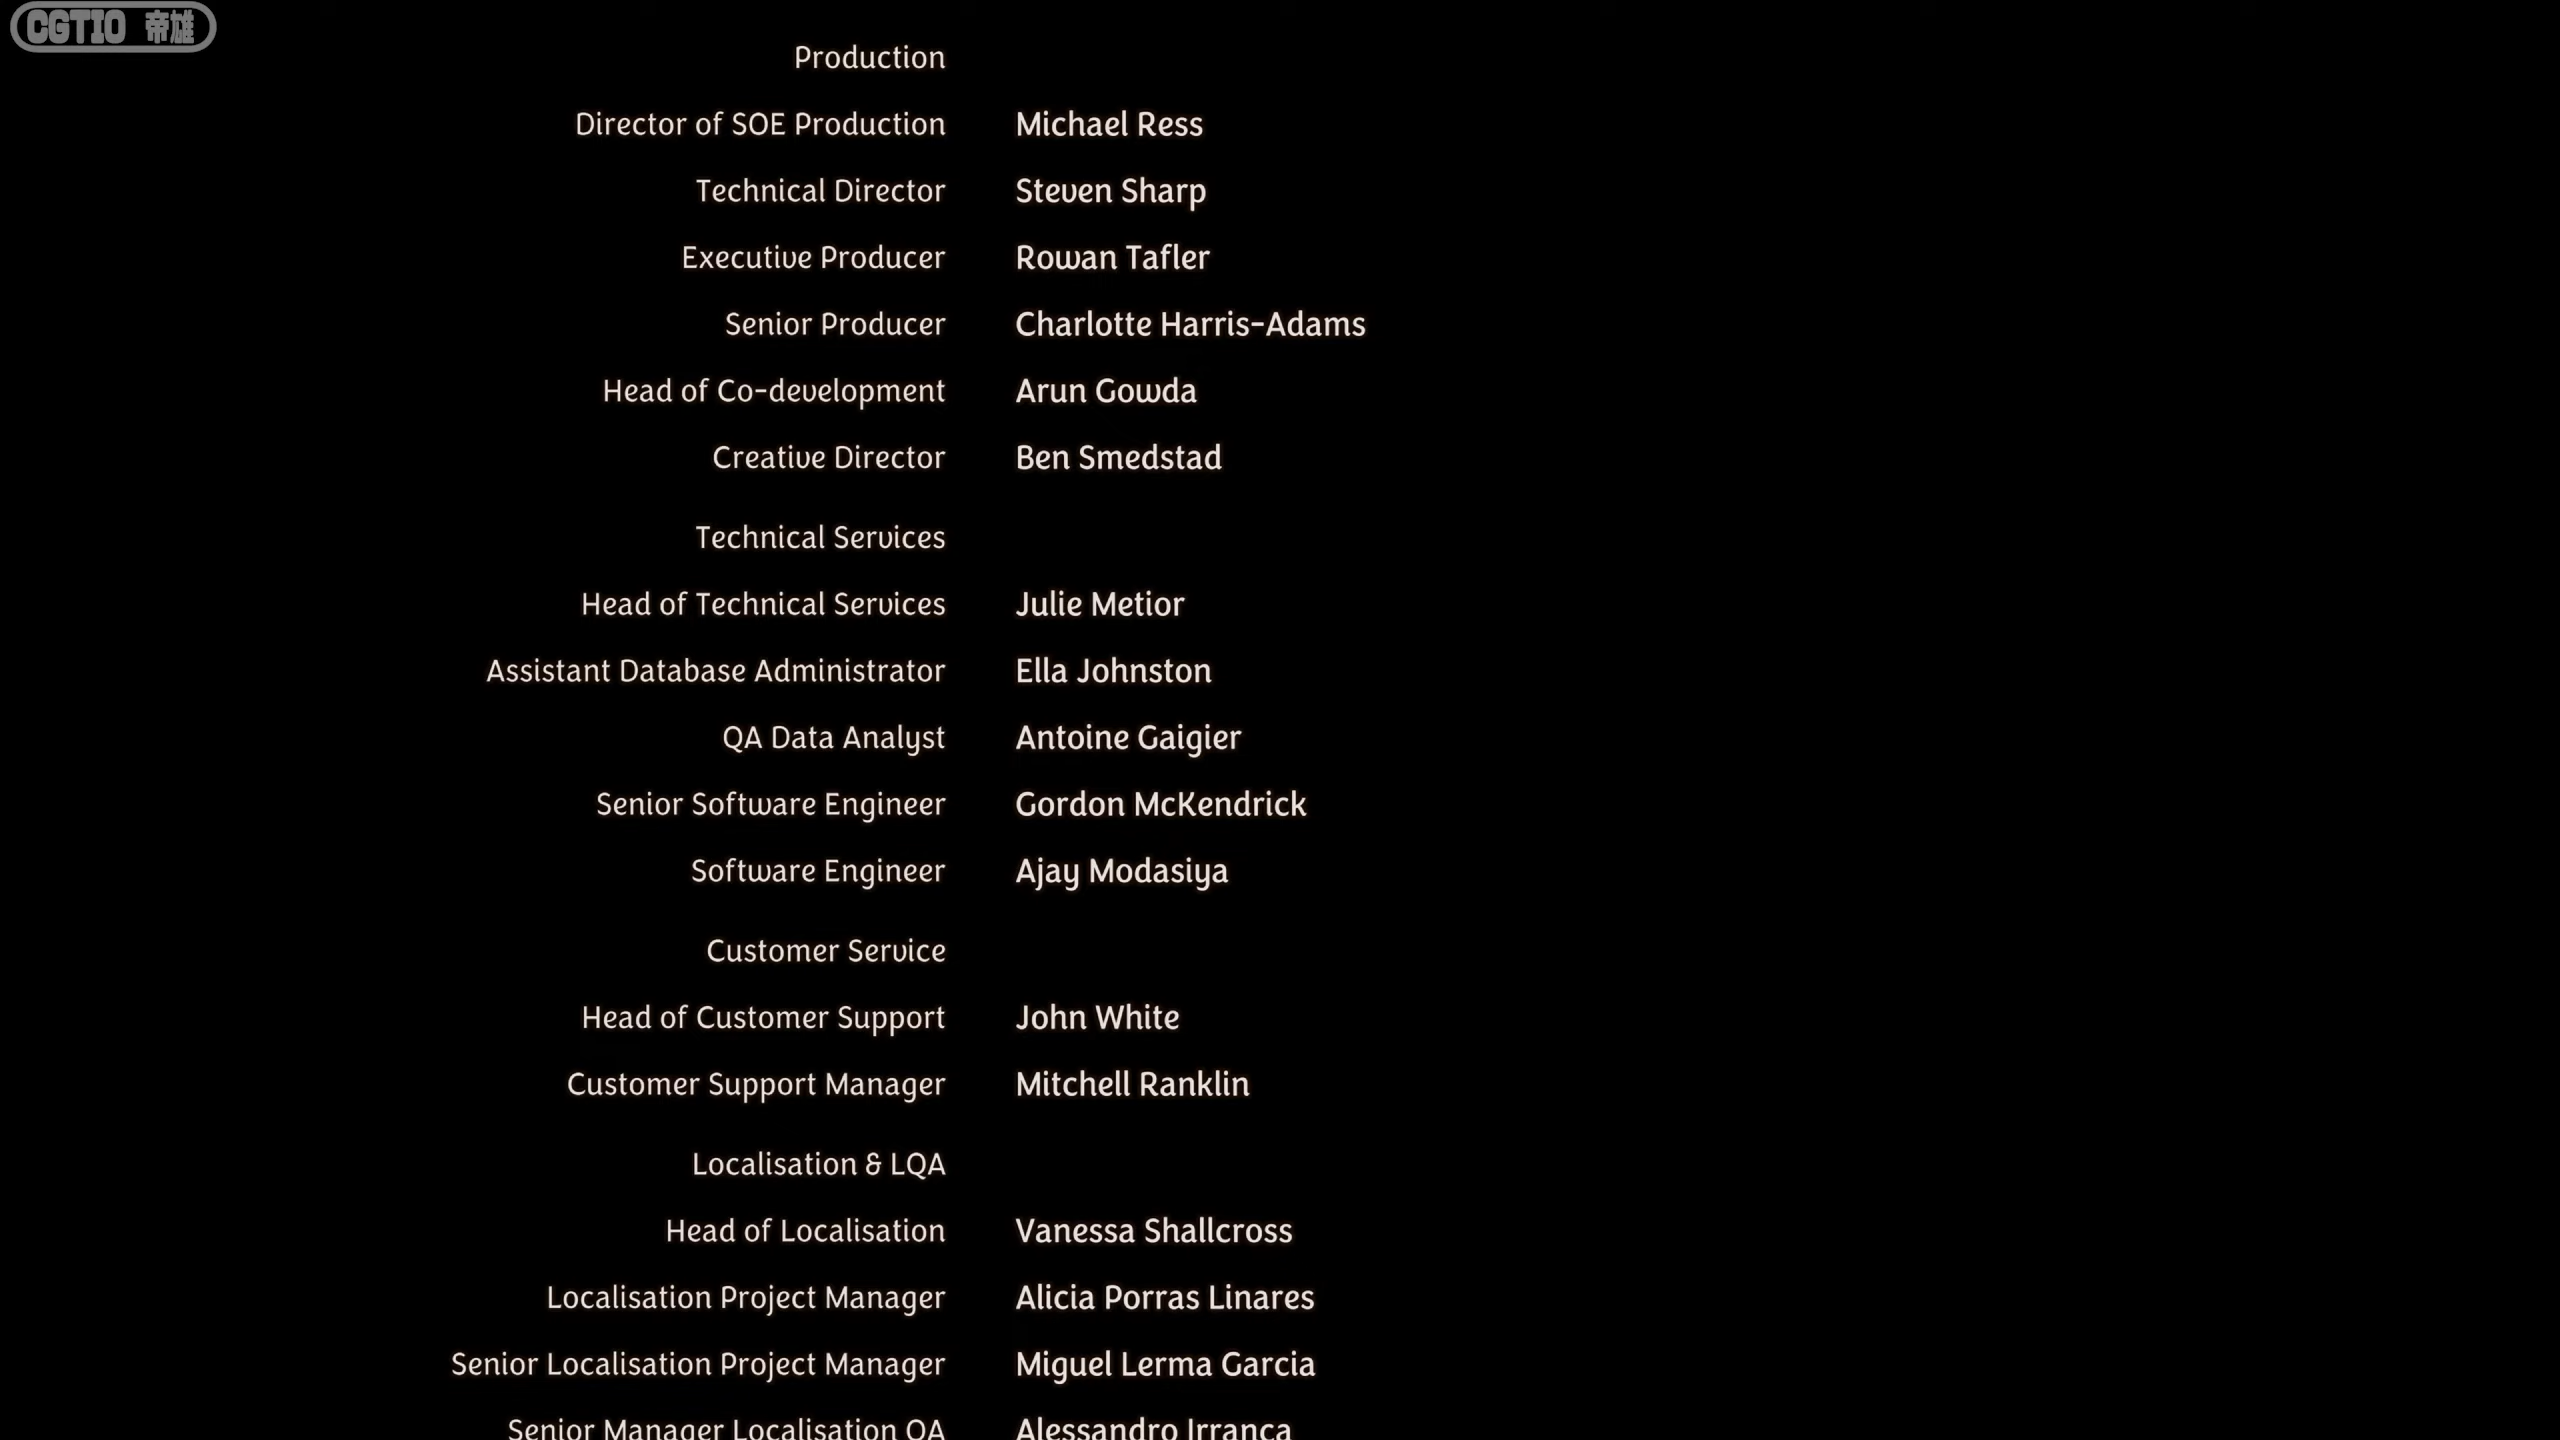 CGTIO 帝雄
Production
Director of SOE Production Michael Ress
Technical Director Steven Sharp
Executive Producer Rowan Tafler
Senior Producer Charlotte Harris-Adams
Head of Co-development Arun Gowda
Creative Director Ben Smedstad
Technical Services
Head of Technical Services Julie Metior
Assistant Database Administrator Ella Johnston
QA Data Analyst Antoine Gaigier
Senior Software Engineer Gordon McKendrick
Software Engineer Ajay Modasiya
Customer Service
Head of Customer Support John White
Customer Support Manager Mitchell Ranklin
Localisation & LQA
Head of Localisation Vanessa Shallcross
Localisation Project Manager Alicia Porras Linares
Senior Localisation Project Manager Miguel Lerma Garcia
Senior Manager Localisation QA Alessandro Irranca